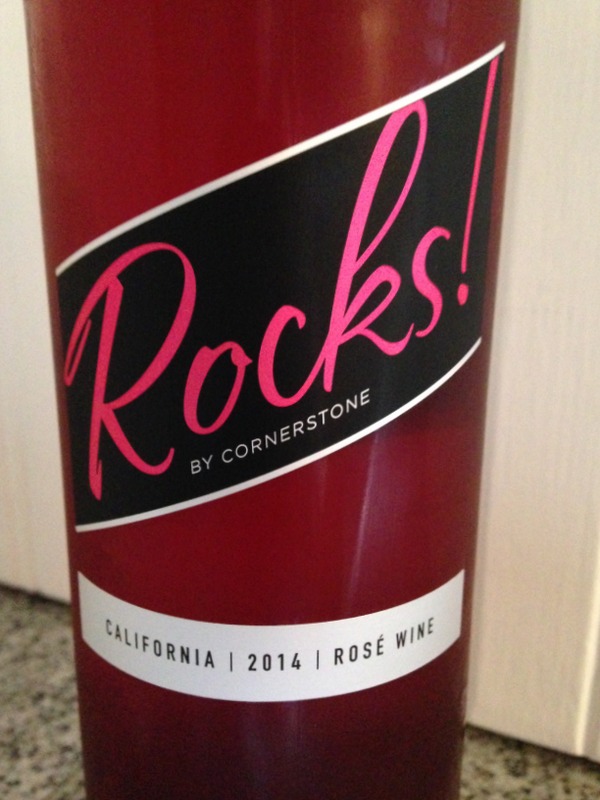 Rocks!
BY CORNERSTONE
CALIFORNIA | 2014 | ROSÉ WINE